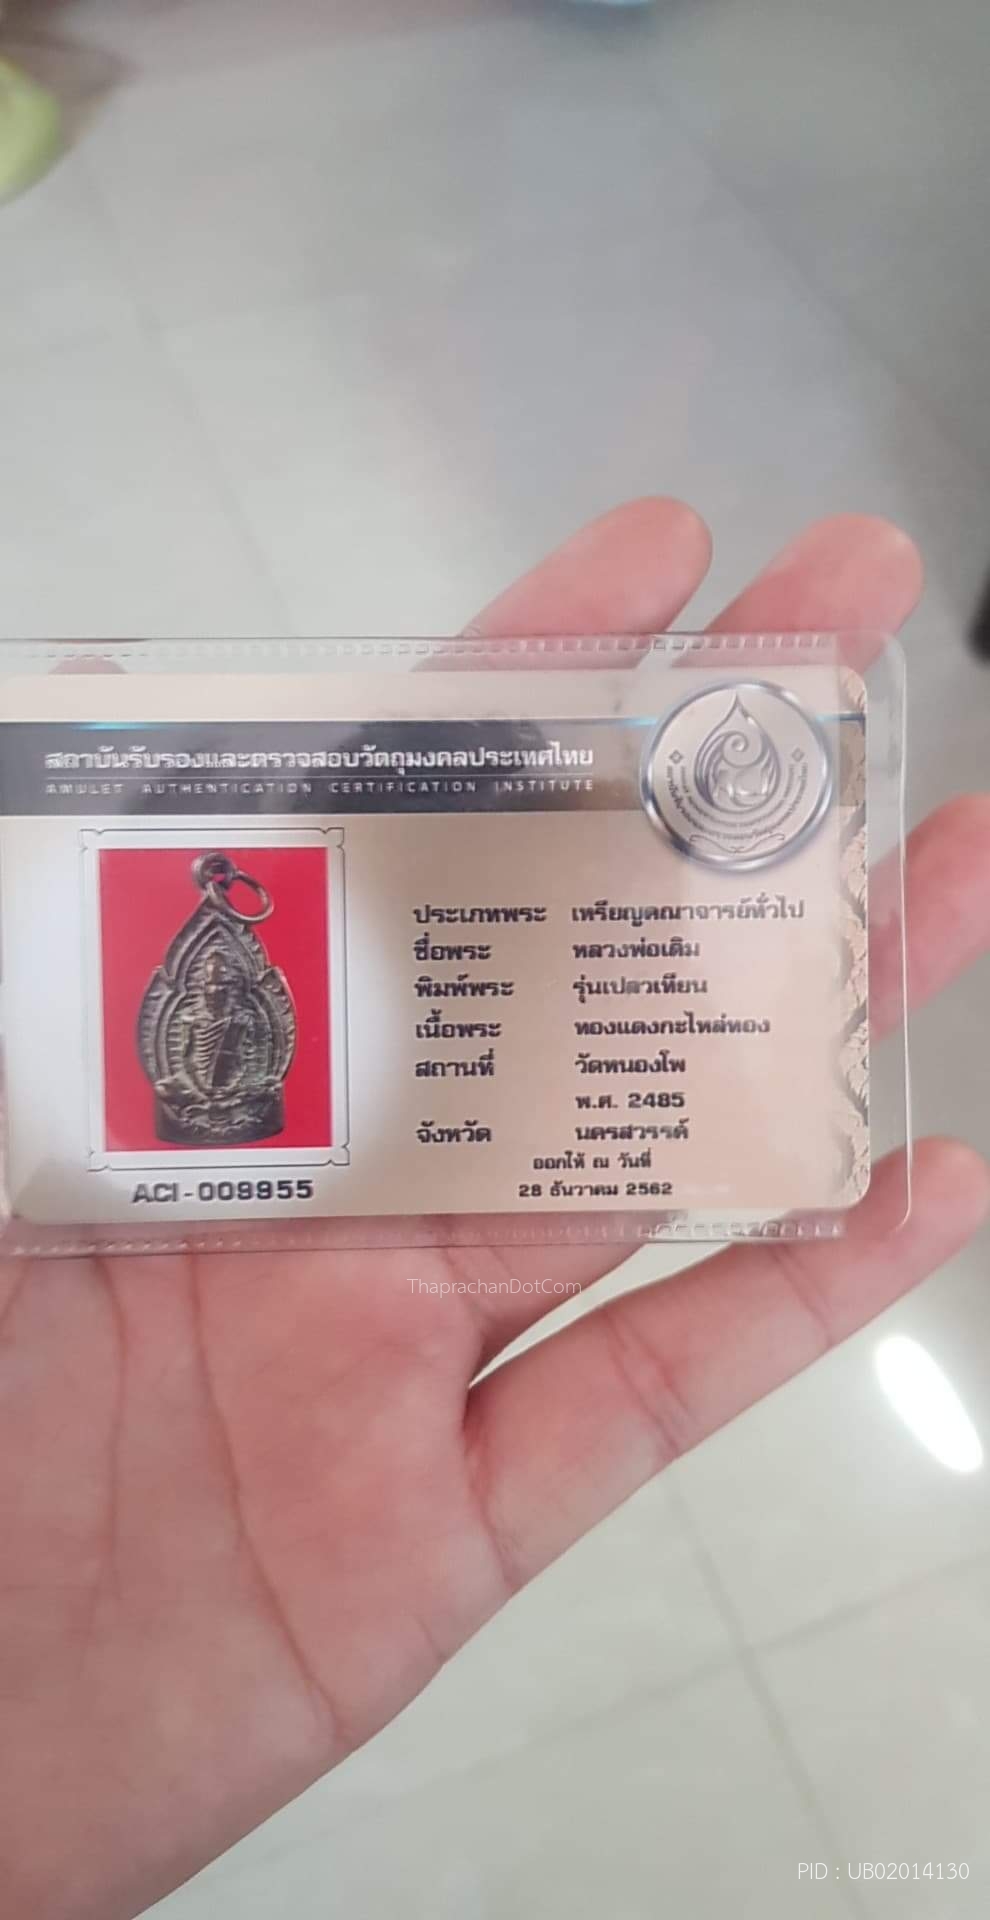 สถาบันรับรองและตรวจสอบวัตถุมงคลประเทศไทย
AMULET AUTHENTICATION CERTIFICATION INSTITUTE
ประเภทพระ เหรียญคณาจารย์ทั่วไป
ชื่อพระ หลวงพ่อเดิม
พิมพ์พระ รุ่นเปลวเทียน
เนื้อพระ ทองแดงกะไหล่ทอง
สถานที่ วัดหนองโพ
พ.ศ. 2485
จังหวัด นครสวรรค์
ออกให้ ณ วันที่
28 ธันวาคม 2562
ACI-009955
ThaprachanDotCom
PID : UB02014130